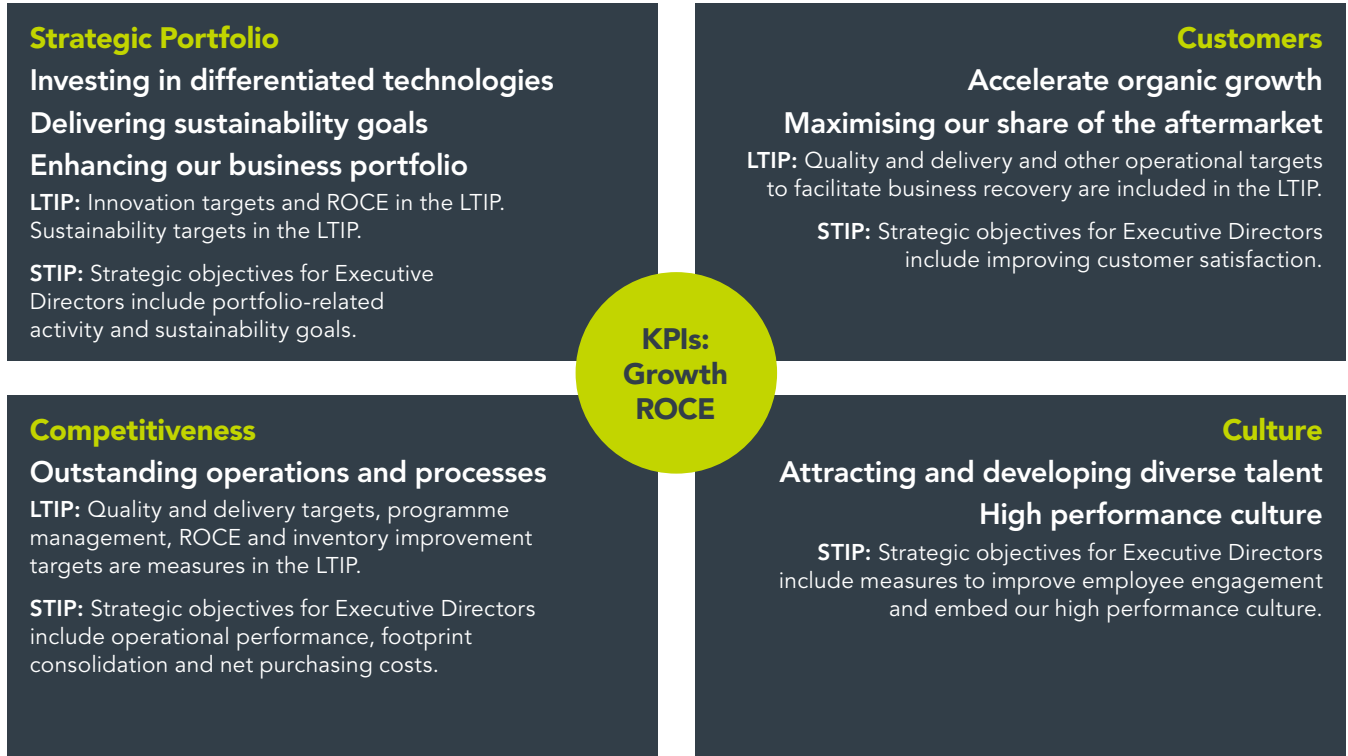 Strategic Portfolio
Investing in differentiated technologies
Delivering sustainability goals
Enhancing our business portfolio
LTIP: Innovation targets and ROCE in the LTIP.
Sustainability targets in the LTIP.
STIP: Strategic objectives for Executive
Directors include portfolio-related
activity and sustainability goals.
Customers
Accelerate organic growth
Maximising our share of the aftermarket
LTIP: Quality and delivery and other operational targets
to facilitate business recovery are included in the LTIP.
STIP: Strategic objectives for Executive Directors
include improving customer satisfaction.
KPIs:
Growth
ROCE
Competitiveness
Outstanding operations and processes
LTIP: Quality and delivery targets, programme
management, ROCE and inventory improvement
targets are measures in the LTIP.
STIP: Strategic objectives for Executive Directors
include operational performance, footprint
consolidation and net purchasing costs.
Culture
Attracting and developing diverse talent
High performance culture
STIP: Strategic objectives for Executive Directors
include measures to improve employee engagement
and embed our high performance culture.